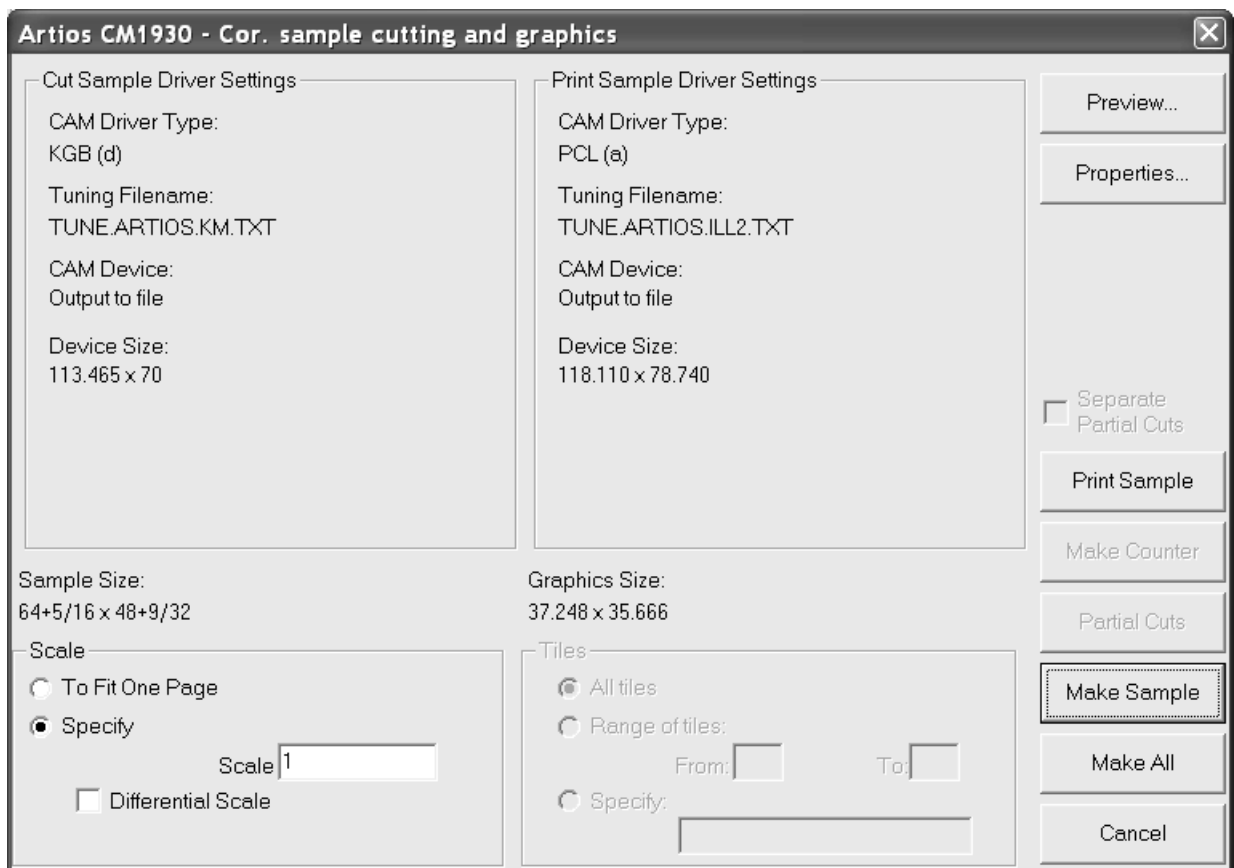 Artios CM1930 - Cor. sample cutting and graphics
Cut Sample Driver Settings
CAM Driver Type:
KGB (d)
Tuning Filename:
TUNE.ARTIOS.KM.TXT
CAM Device:
Output to file
Device Size:
113.465 x 70
Print Sample Driver Settings
CAM Driver Type:
PCL (a)
Tuning Filename:
TUNE.ARTIOS.ILL2.TXT
CAM Device:
Output to file
Device Size:
118.110 x 78.740
Preview...
Properties...
Separate
Partial Cuts
Print Sample
Make Counter
Partial Cuts
Make Sample
Make All
Cancel
Sample Size:
64+5/16 x 48+9/32
Graphics Size:
37.248 x 35.666
Scale
To Fit One Page
Specify
Scale 1
Differential Scale
Tiles
All tiles
Range of tiles:
From: To:
Specify: